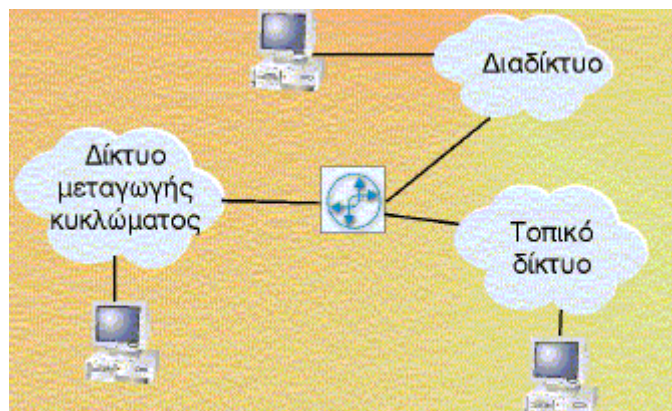 Διαδίκτυο
Δίκτυο
μεταγωγής
κυκλώματος
Τοπικό
δίκτυο